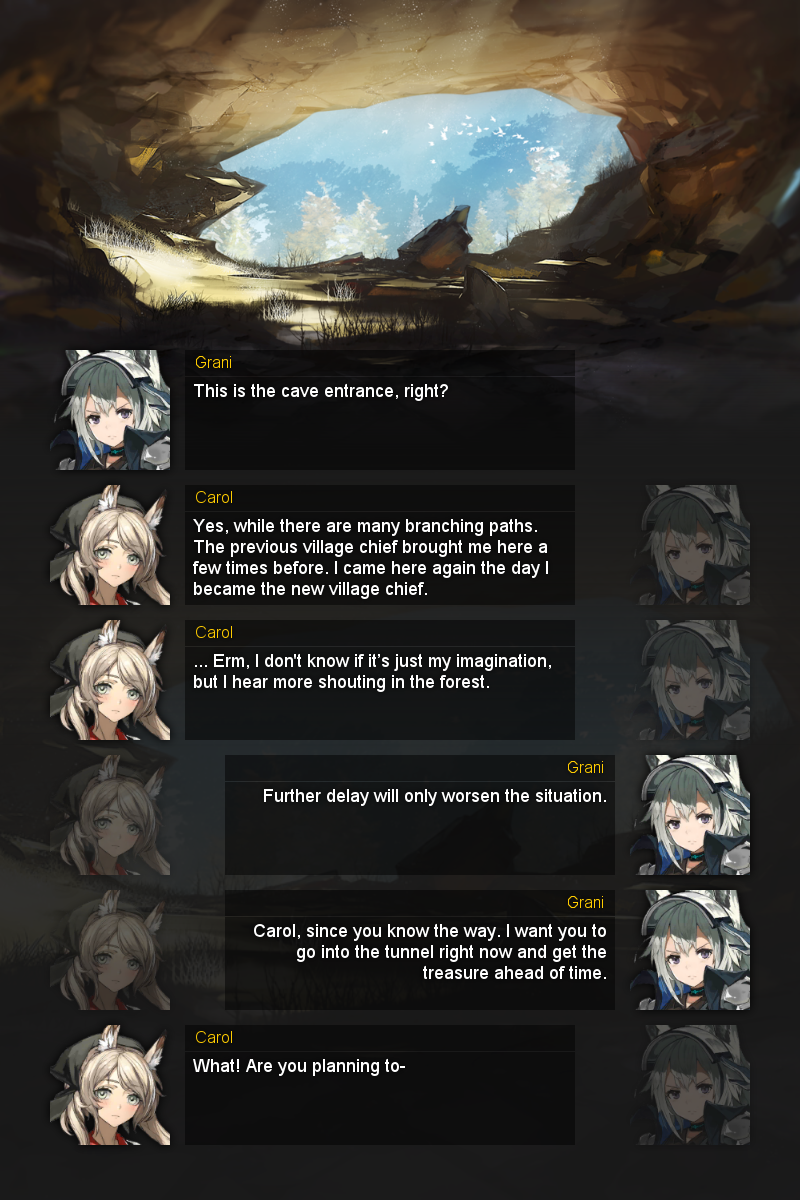 Grani
This is the cave entrance, right?
Carol
Yes, while there are many branching paths.
The previous village chief brought me here a
few times before. I came here again the day I
became the new village chief.
Carol
... Erm, I don't know if it’s just my imagination,
but I hear more shouting in the forest.
Grani
Further delay will only worsen the situation.
Grani
Carol, since you know the way. I want you to
go into the tunnel right now and get the
treasure ahead of time.
Carol
What! Are you planning to-